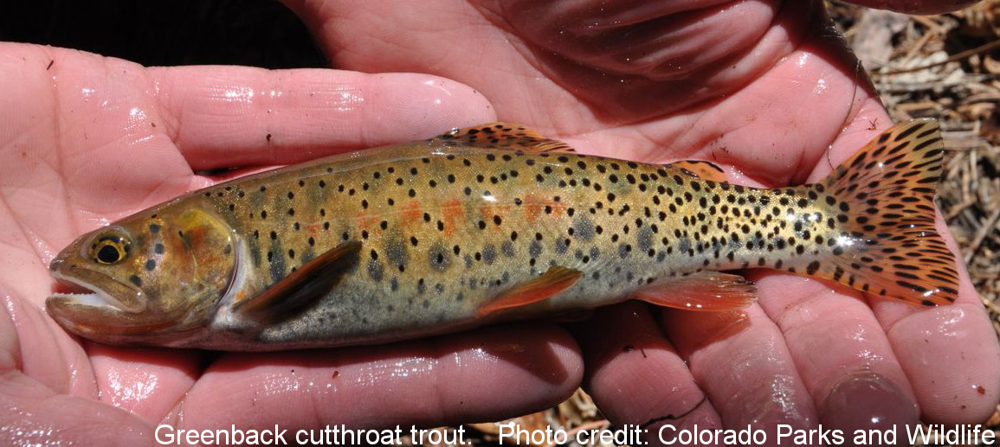 Greenback cutthroat trout.   Photo credit: Colorado Parks and Wildlife